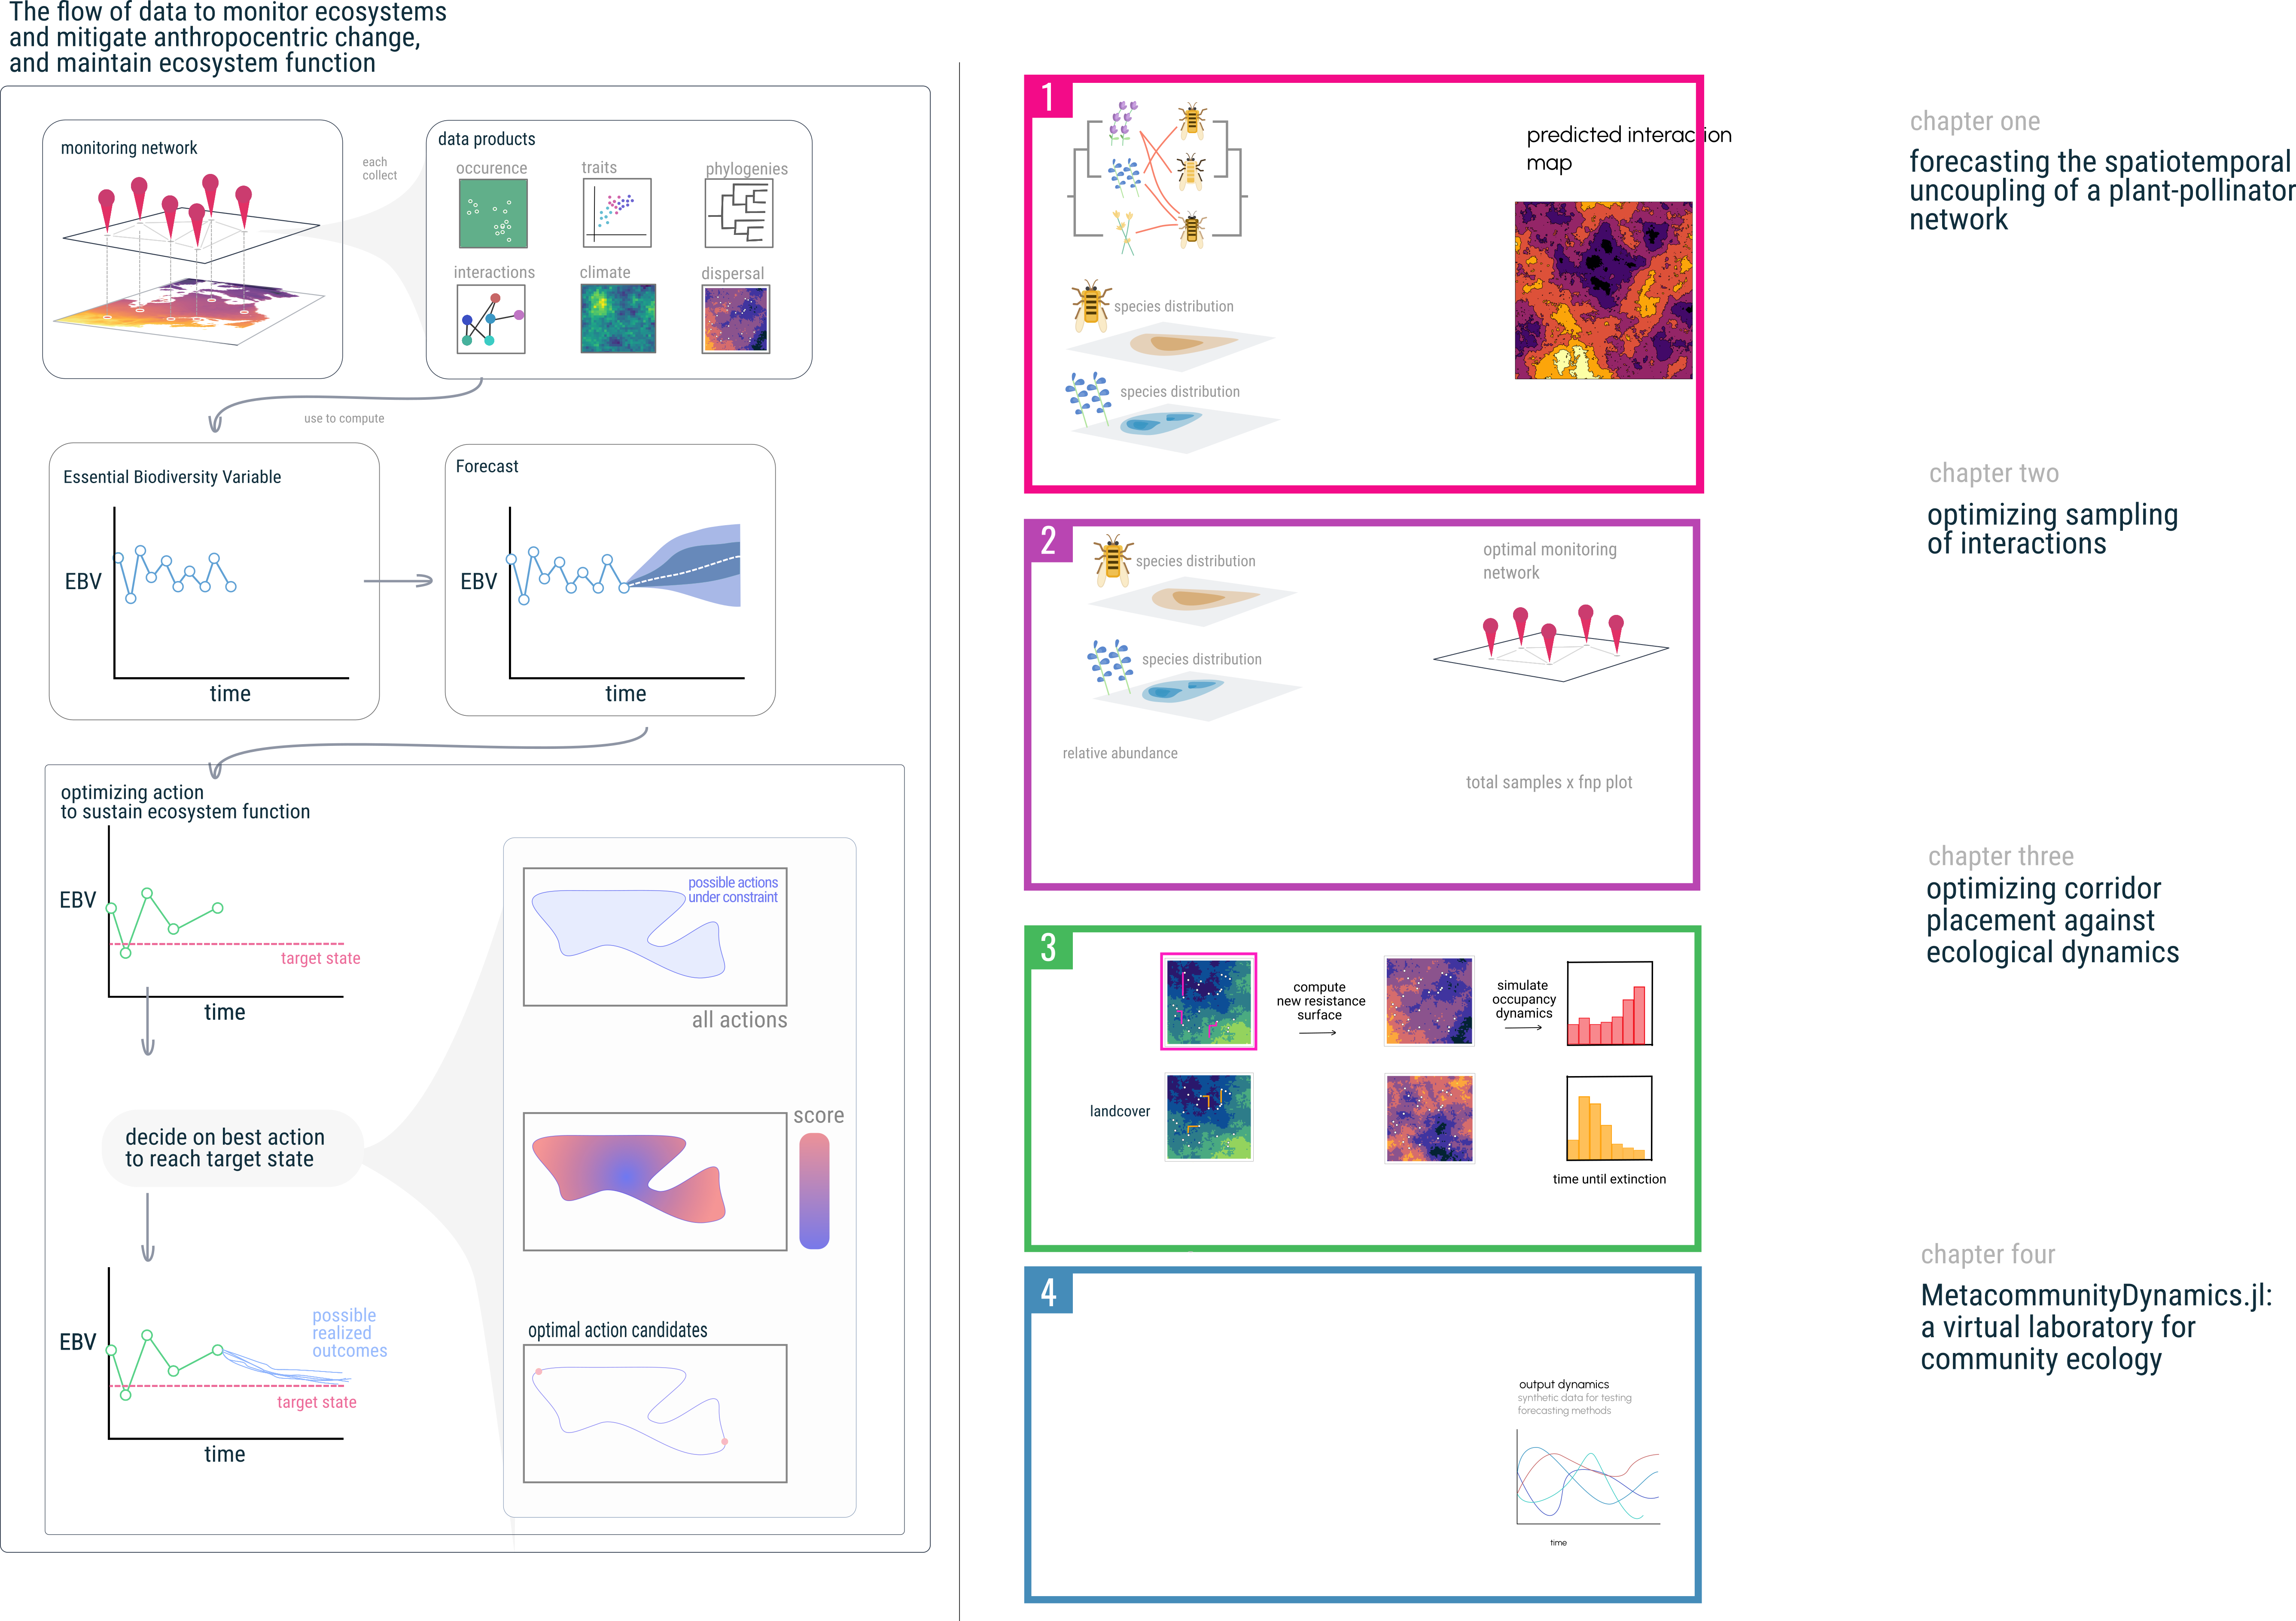 The flow of data to monitor ecosystems
and mitigate anthropocentric change,
and maintain ecosystem function
monitoring network
each
collect
data products
occurence
traits
phylogenies
interactions
climate
dispersal
use to compute
Essential Biodiversity Variable
EBV
time
Forecast
EBV
time
optimizing action
to sustain ecosystem function
EBV
target state
time
decide on best action
to reach target state
EBV
possible
realized
outcomes
target state
time
possible actions
under constraint
all actions
score
optimal action candidates
1
predicted interaction
map
species distribution
species distribution
2
species distribution
species distribution
relative abundance
optimal monitoring
network
total samples x fnp plot
3
compute
new resistance
surface
simulate
occupancy
dynamics
landcover
time until extinction
4
output dynamics
synthetic data for testing
forecasting methods
time
chapter one
forecasting the spatiotemporal
uncoupling of a plant-pollinator
network
chapter two
optimizing sampling
of interactions
chapter three
optimizing corridor
placement against
ecological dynamics
chapter four
MetacommunityDynamics.jl:
a virtual laboratory for
community ecology